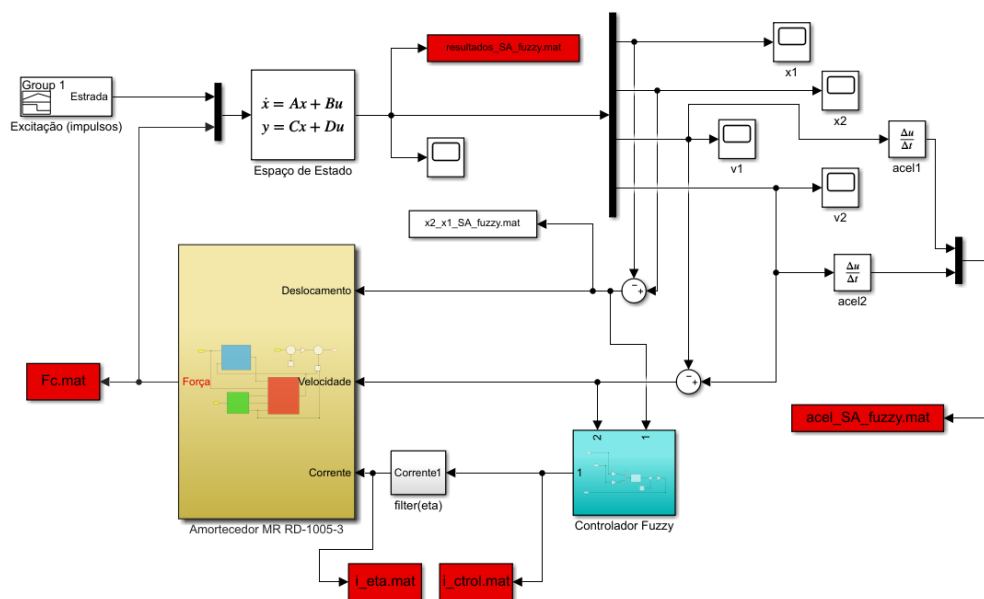 Group 1
Estrada
Excitação (impulsos)
ẋ = Ax + Bu
y = Cx + Du
Espaço de Estado
resultados_SA_fuzzy.mat
x1
x2
v1
v2
Δu
Δt
acel1
Δu
Δt
acel2
x2_x1_SA_fuzzy.mat
−
+
−
+
Deslocamento
Força
Velocidade
Corrente
Amortecedor MR RD-1005-3
Fc.mat
Corrente1
filter(eta)
2
1
1
Controlador Fuzzy
acel_SA_fuzzy.mat
i_eta.mat
i_ctrol.mat